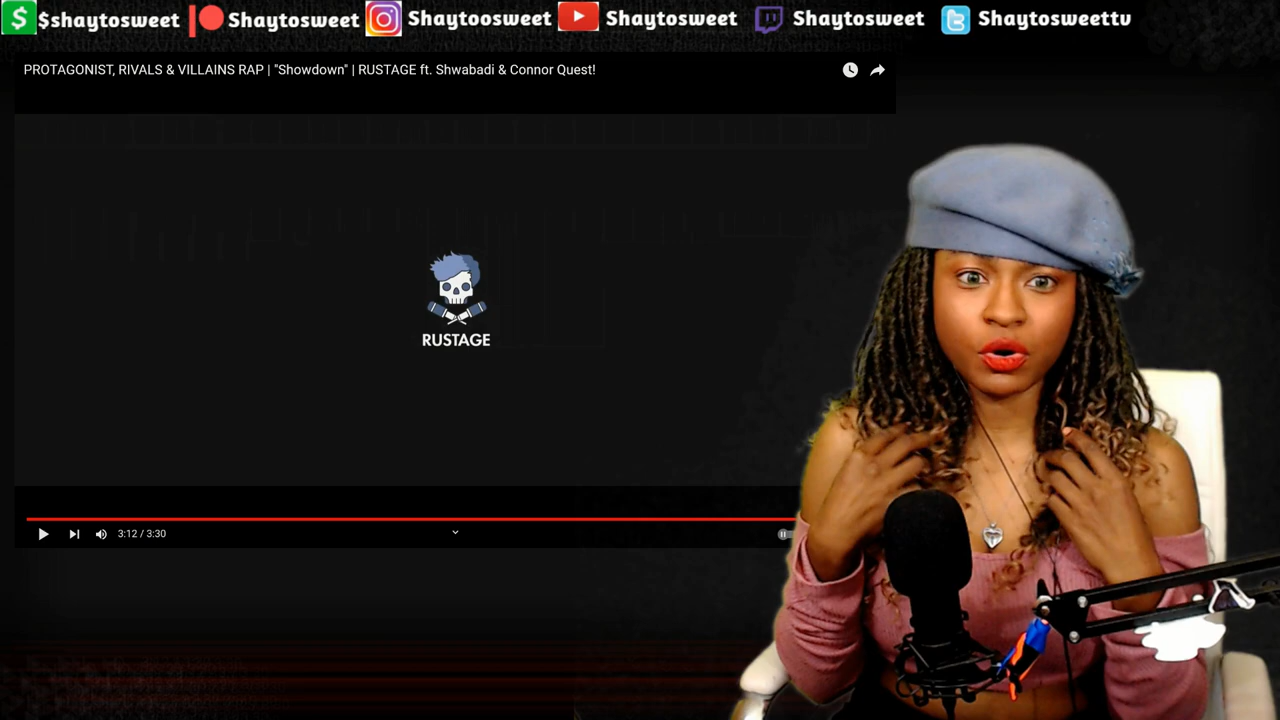 $shaytosweet Shaytosweet Shaytoosweet Shaytosweet Shaytosweet Shaytosweettv
PROTAGONIST, RIVALS & VILLAINS RAP | "Showdown" | RUSTAGE ft. Shwabadi & Connor Quest!
RUSTAGE
3:12 / 3:30